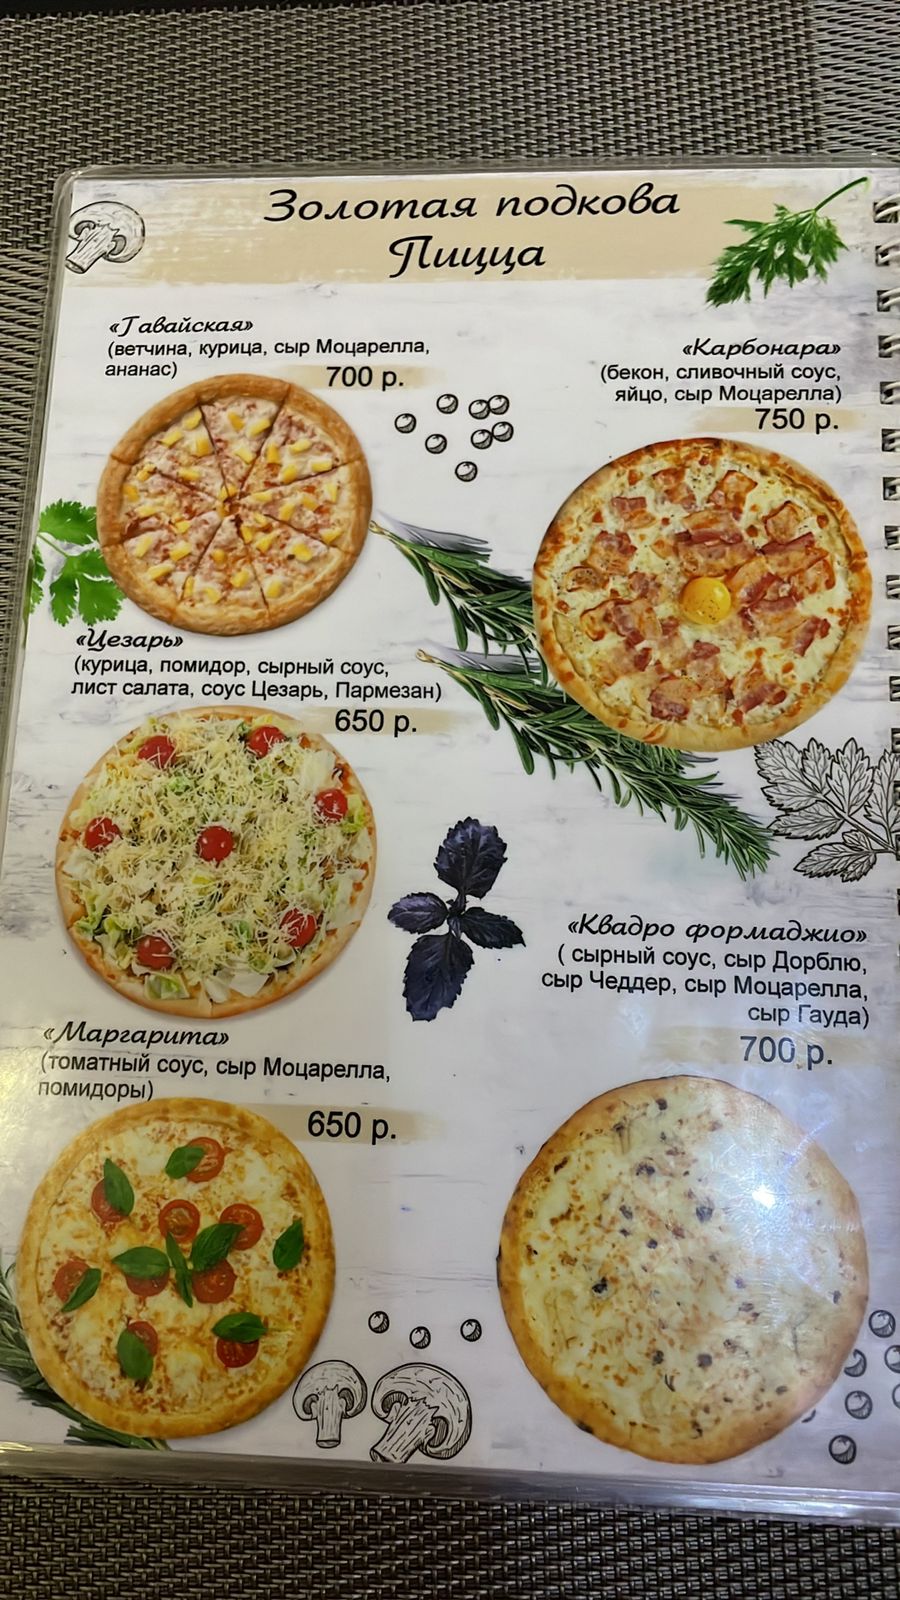 Золотая подкова
Пицца
«Гавайская»
(ветчина, курица, сыр Моцарелла,
ананас)
700 р.
«Карбонара»
(бекон, сливочный соус,
яйцо, сыр Моцарелла)
750 р.
«Цезарь»
(курица, помидор, сырный соус,
лист салата, соус Цезарь, Пармезан)
650 р.
«Квадро формаджио»
( сырный соус, сыр Дорблю,
сыр Чеддер, сыр Моцарелла,
сыр Гауда)
700 р.
«Маргарита»
(томатный соус, сыр Моцарелла,
помидоры)
650 р.